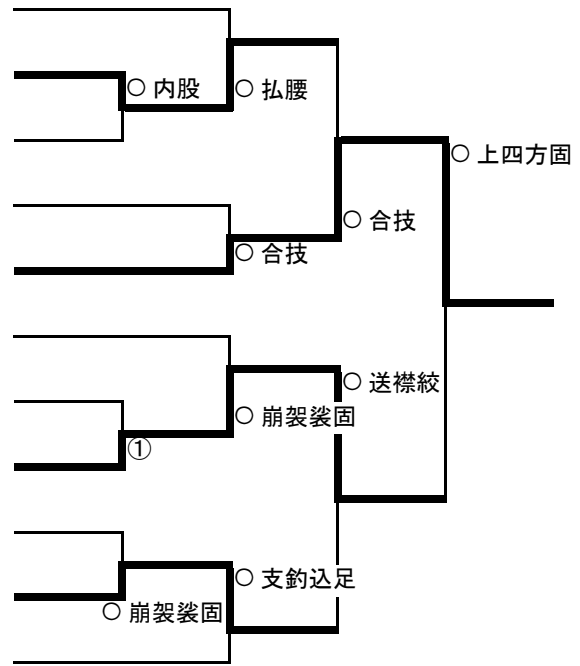 ○ 内股
○ 払腰
○ 上四方固
○ 合技
○ 合技
○ 送襟絞
○ 崩袈裟固
①
○ 支釣込足
○ 崩袈裟固